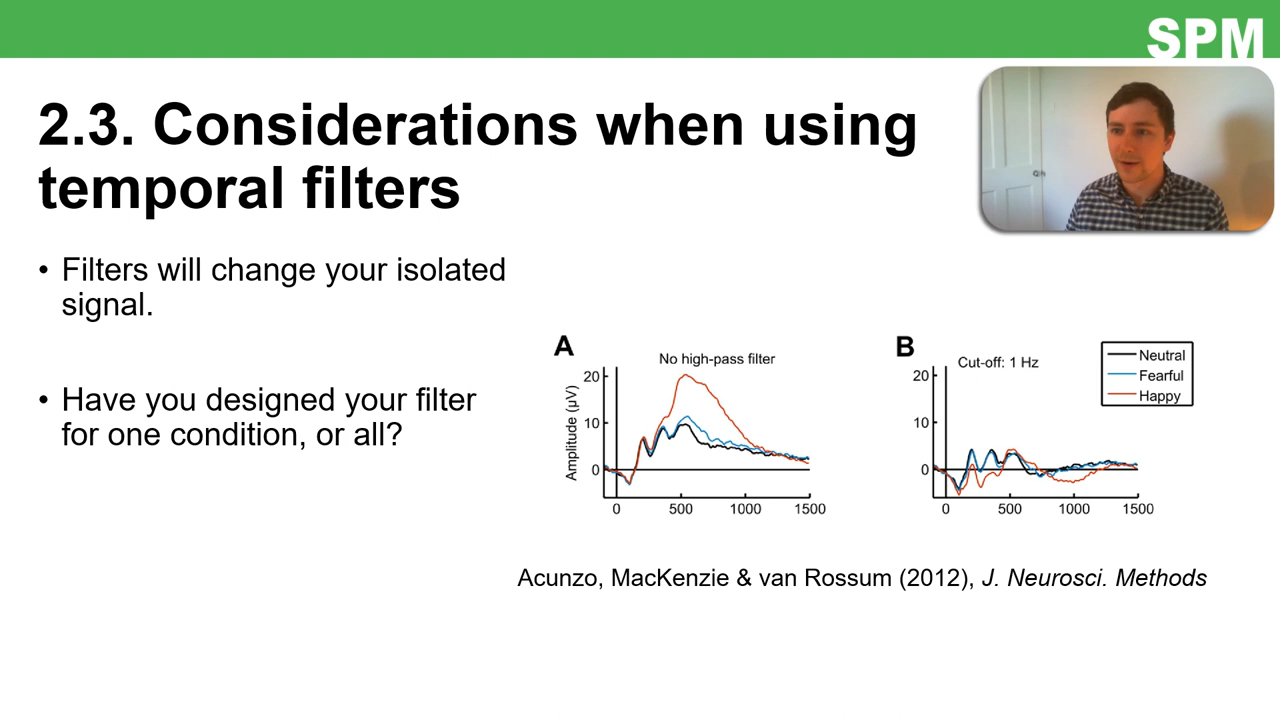 SPM
2.3. Considerations when using
temporal filters
• Filters will change your isolated
signal.
• Have you designed your filter
for one condition, or all?
A
No high-pass filter
20
10
0
Amplitude (μV)
0 500 1000 1500
B
Cut-off: 1 Hz
20
10
0
0 500 1000 1500
Neutral
Fearful
Happy
Acunzo, MacKenzie & van Rossum (2012), J. Neurosci. Methods